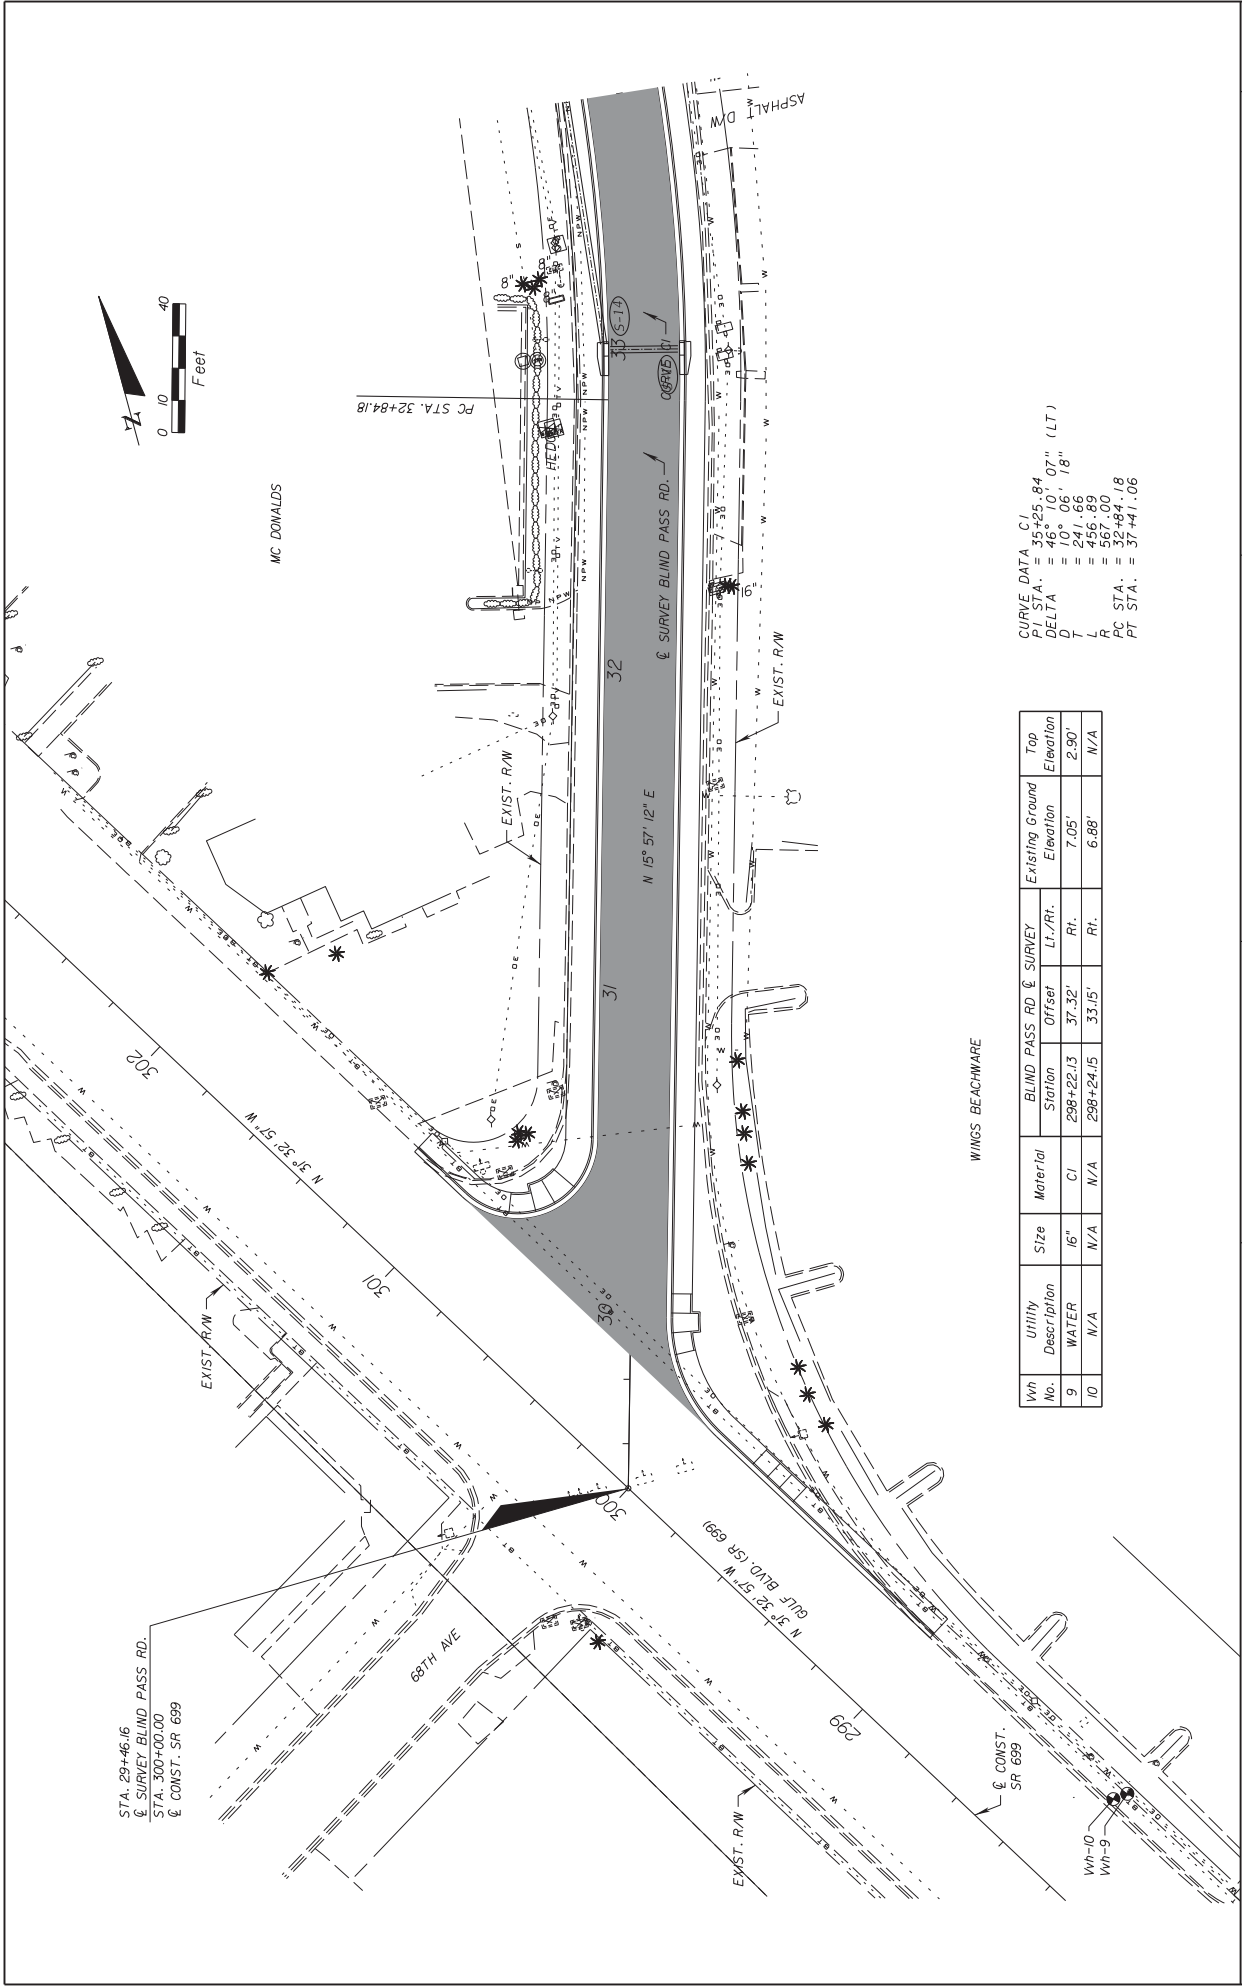 STA. 29+46.16
℄ SURVEY BLIND PASS RD.
STA. 300+00.00
℄ CONST. SR 699
68TH AVE
EXIST. R/W
EXIST. R/W
N 31° 32' 57" W
GULF BLVD. (SR 699)
N 31° 32' 57" W
299
300
301
302
℄ CONST.
SR 699
Vvh-10
Vvh-9
30
31
32
33
S-14
CURVE C1
PC STA. 32+84.18
℄ SURVEY BLIND PASS RD.
N 15° 57' 12" E
EXIST. R/W
EXIST. R/W
MC DONALDS
HEDGE
8"
8"
16"
ASPHALT D/W
WINGS BEACHWARE
N
0 10 40
Feet
CURVE DATA C1
PI STA. = 35+25.84
DELTA = 46° 10' 07" (LT)
D = 10° 06' 18"
T = 241.66
L = 456.89
R = 567.00
PC STA. = 32+84.18
PT STA. = 37+41.06
Vvh No. Utility Description Size Material BLIND PASS RD ℄ SURVEY Station Offset Lt./Rt. Existing Ground Elevation Top Elevation
9 WATER 16" CI 298+22.13 37.32' Rt. 7.05' 2.90'
10 N/A N/A N/A 298+24.15 33.15' Rt. 6.88' N/A